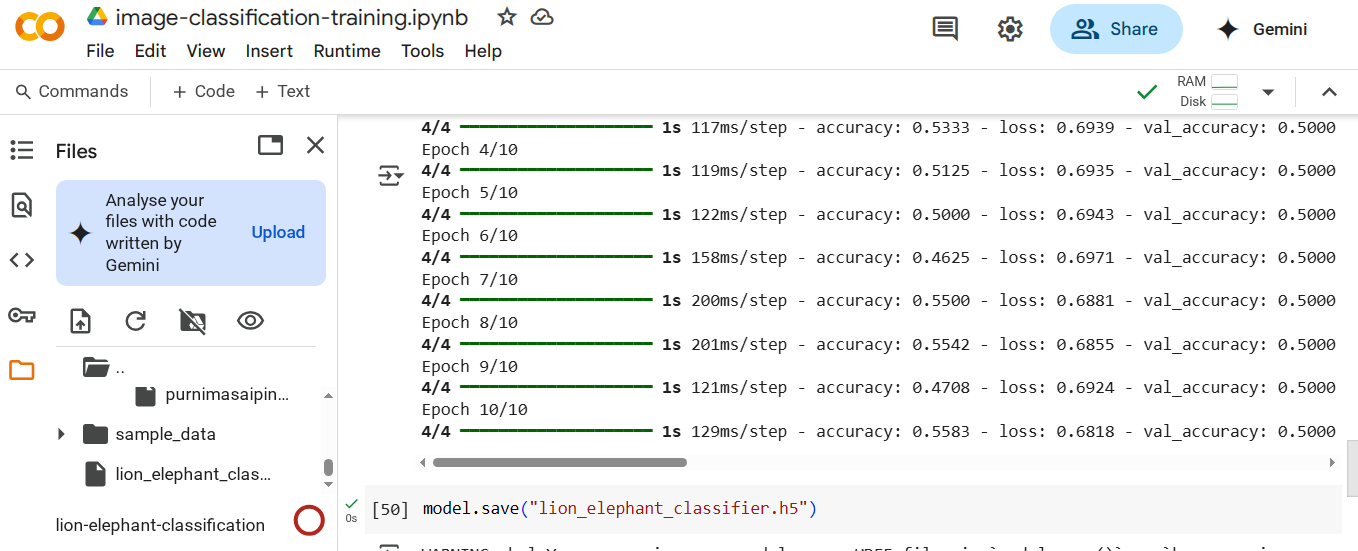 image-classification-training.ipynb
File Edit View Insert Runtime Tools Help
Share
Gemini
Commands
+ Code + Text
RAM
Disk
Files
Analyse your
files with code
written by
Gemini
Upload
..
purnimasaipin...
sample_data
lion_elephant_clas...
lion-elephant-classification
4/4 1s 117ms/step - accuracy: 0.5333 - loss: 0.6939 - val_accuracy: 0.5000
Epoch 4/10
4/4 1s 119ms/step - accuracy: 0.5125 - loss: 0.6935 - val_accuracy: 0.5000
Epoch 5/10
4/4 1s 122ms/step - accuracy: 0.5000 - loss: 0.6943 - val_accuracy: 0.5000
Epoch 6/10
4/4 1s 158ms/step - accuracy: 0.4625 - loss: 0.6971 - val_accuracy: 0.5000
Epoch 7/10
4/4 1s 200ms/step - accuracy: 0.5500 - loss: 0.6881 - val_accuracy: 0.5000
Epoch 8/10
4/4 1s 201ms/step - accuracy: 0.5542 - loss: 0.6855 - val_accuracy: 0.5000
Epoch 9/10
4/4 1s 121ms/step - accuracy: 0.4708 - loss: 0.6924 - val_accuracy: 0.5000
Epoch 10/10
4/4 1s 129ms/step - accuracy: 0.5583 - loss: 0.6818 - val_accuracy: 0.5000
0s
[50] model.save("lion_elephant_classifier.h5")